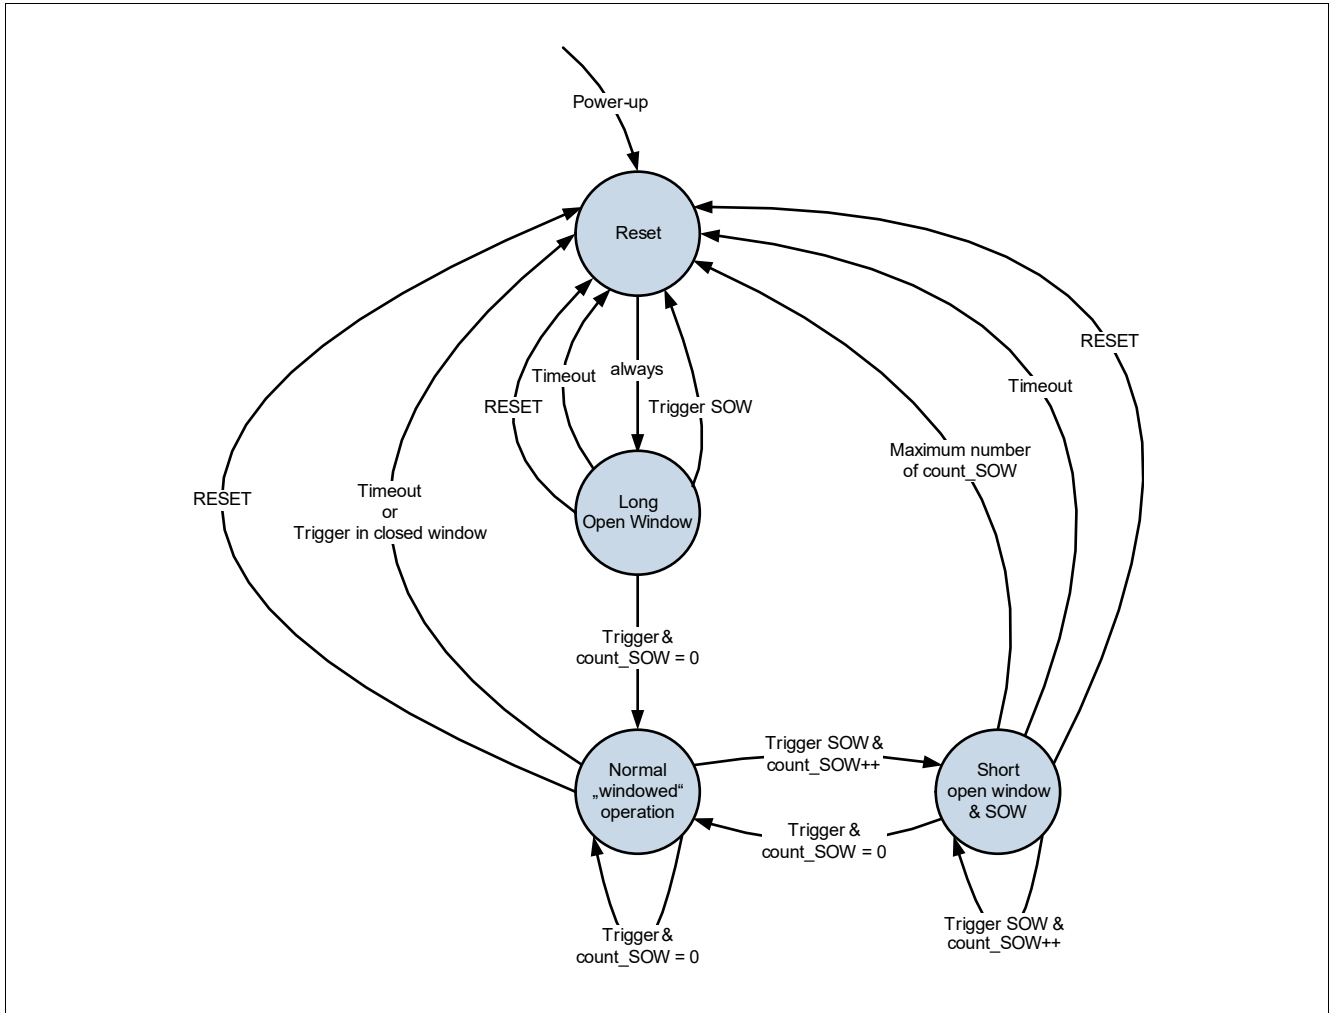 Power-up
Reset
RESET
Timeout
always
Timeout
RESET
Trigger SOW
Maximum number
of count_SOW
RESET
Timeout
or
Trigger in closed window
Long
Open Window
Trigger &
count_SOW = 0
Trigger SOW &
count_SOW++
Normal
„windowed“
operation
Short
open window
& SOW
Trigger &
count_SOW = 0
Trigger &
count_SOW = 0
Trigger SOW &
count_SOW++